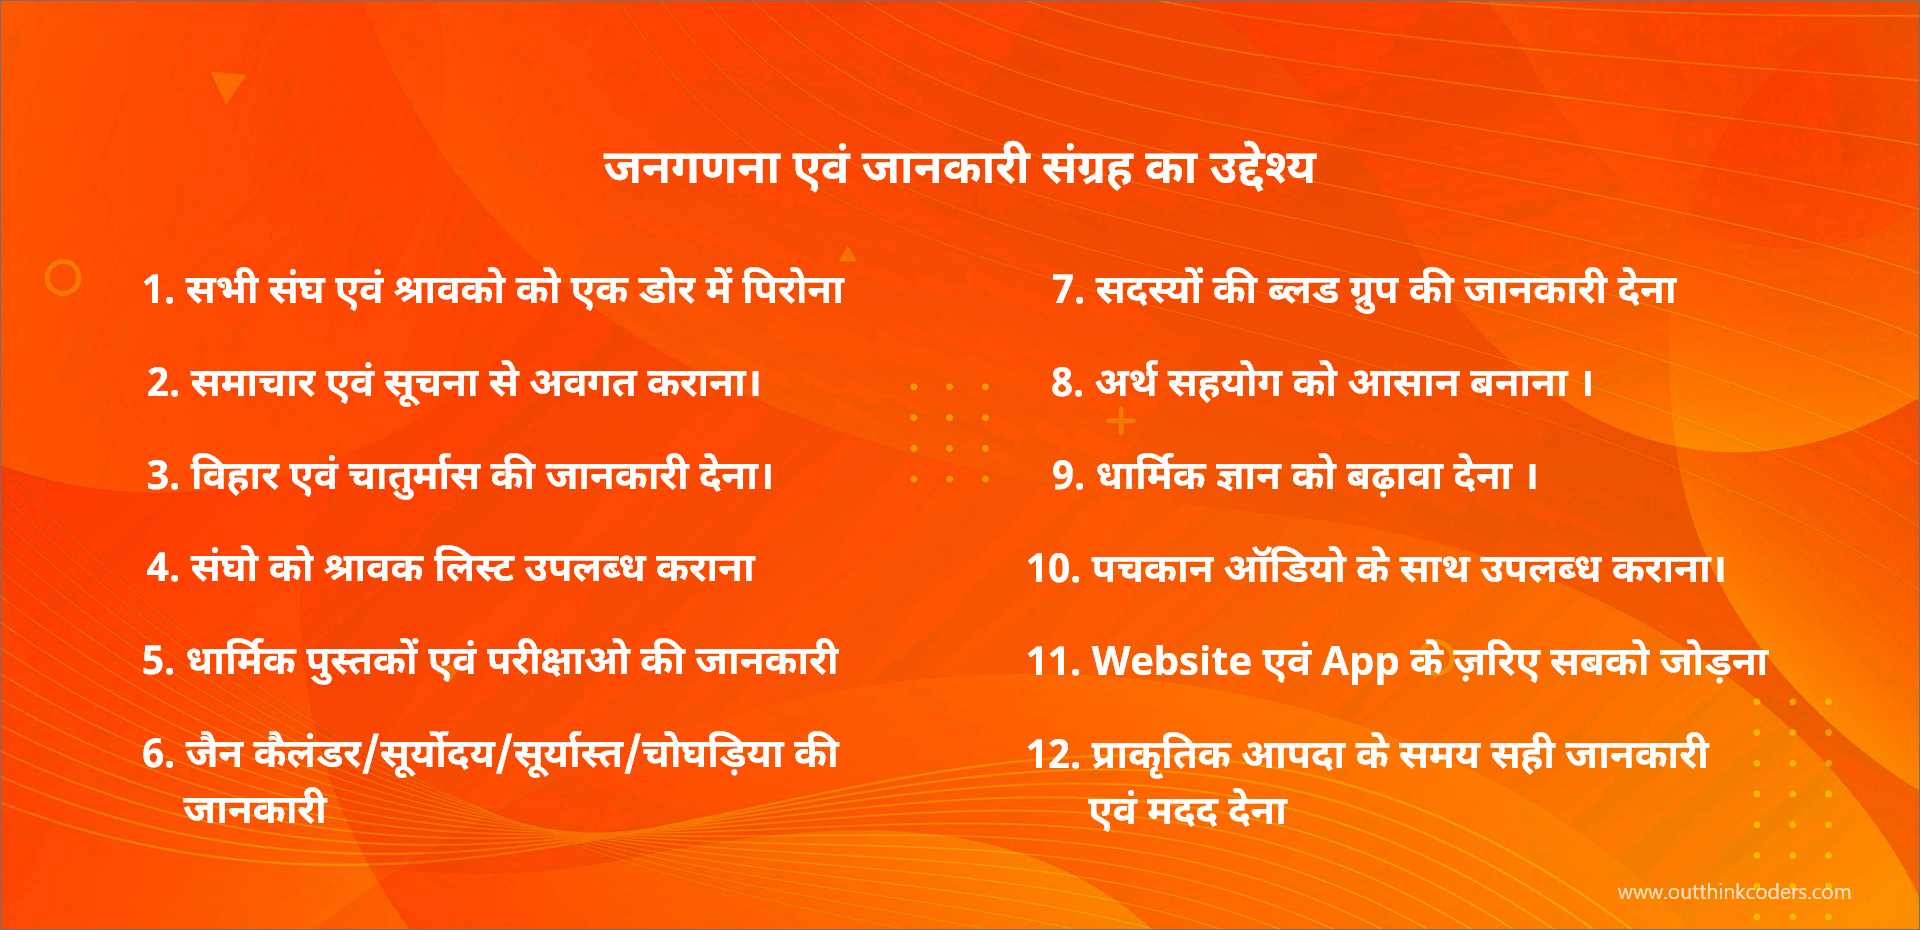 जनगणना एवं जानकारी संग्रह का उद्देश्य
1. सभी संघ एवं श्रावको को एक डोर में पिरोना
2. समाचार एवं सूचना से अवगत कराना।
3. विहार एवं चातुर्मास की जानकारी देना।
4. संघो को श्रावक लिस्ट उपलब्ध कराना
5. धार्मिक पुस्तकों एवं परीक्षाओ की जानकारी
6. जैन कैलंडर/सूर्योदय/सूर्यास्त/चोघड़िया की
जानकारी
7. सदस्यों की ब्लड ग्रुप की जानकारी देना
8. अर्थ सहयोग को आसान बनाना ।
9. धार्मिक ज्ञान को बढ़ावा देना ।
10. पचकान ऑडियो के साथ उपलब्ध कराना।
11. Website एवं App के ज़रिए सबको जोड़ना
12. प्राकृतिक आपदा के समय सही जानकारी
एवं मदद देना
www.outthinkcoders.com